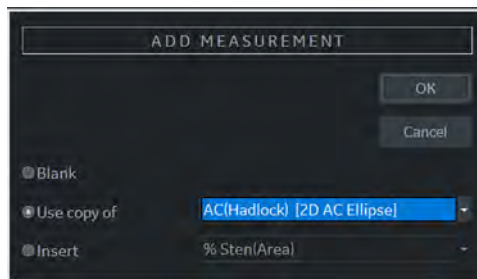 ADD MEASUREMENT
OK
Cancel
Blank
Use copy of AC(Hadlock) [2D AC Ellipse]
Insert % Sten(Area)